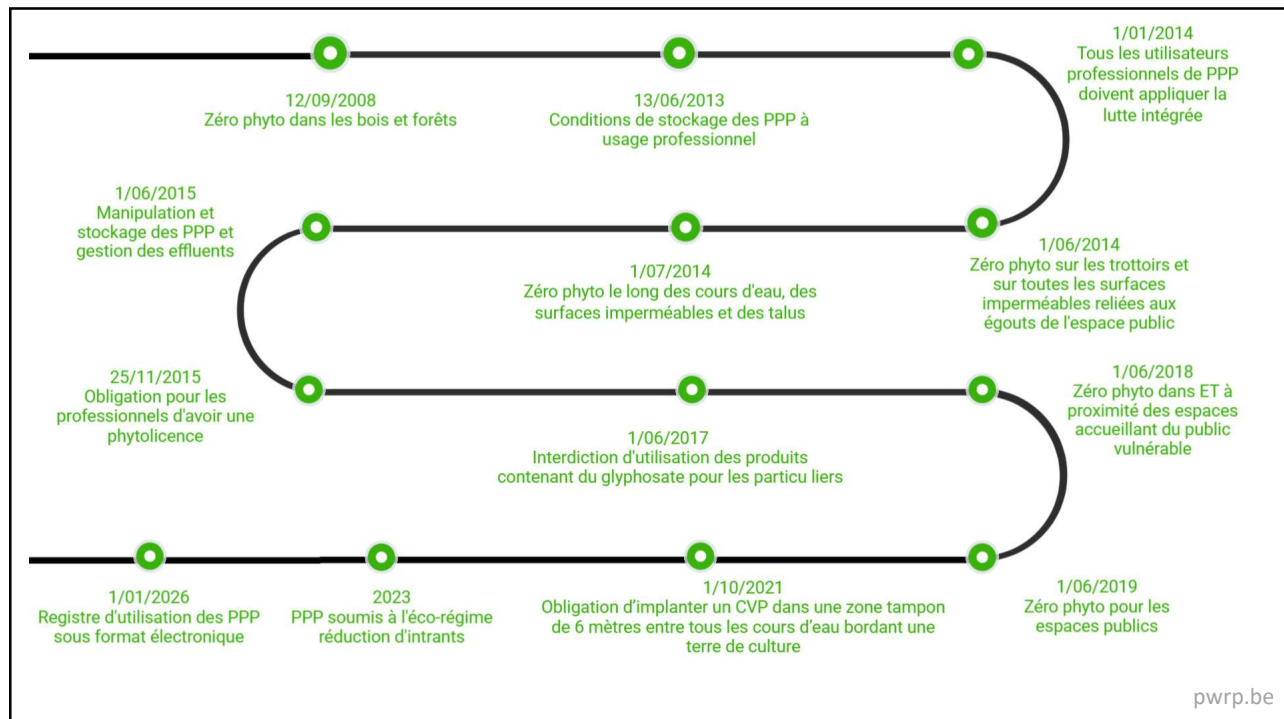 12/09/2008
Zéro phyto dans les bois et forêts
13/06/2013
Conditions de stockage des PPP à
usage professionnel
1/01/2014
Tous les utilisateurs
professionnels de PPP
doivent appliquer la
lutte intégrée
1/06/2014
Zéro phyto sur les trottoirs et
sur toutes les surfaces
imperméables reliées aux
égouts de l'espace public
1/07/2014
Zéro phyto le long des cours d'eau, des
surfaces imperméables et des talus
1/06/2015
Manipulation et
stockage des PPP et
gestion des effluents
25/11/2015
Obligation pour les
professionnels d'avoir une
phytolicence
1/06/2017
Interdiction d'utilisation des produits
contenant du glyphosate pour les particu liers
1/06/2018
Zéro phyto dans ET à
proximité des espaces
accueillant du public
vulnérable
1/06/2019
Zéro phyto pour les
espaces publics
1/10/2021
Obligation d’implanter un CVP dans une zone tampon
de 6 mètres entre tous les cours d’eau bordant une
terre de culture
2023
PPP soumis à l'éco-régime
réduction d'intrants
1/01/2026
Registre d'utilisation des PPP
sous format électronique
pwrp.be